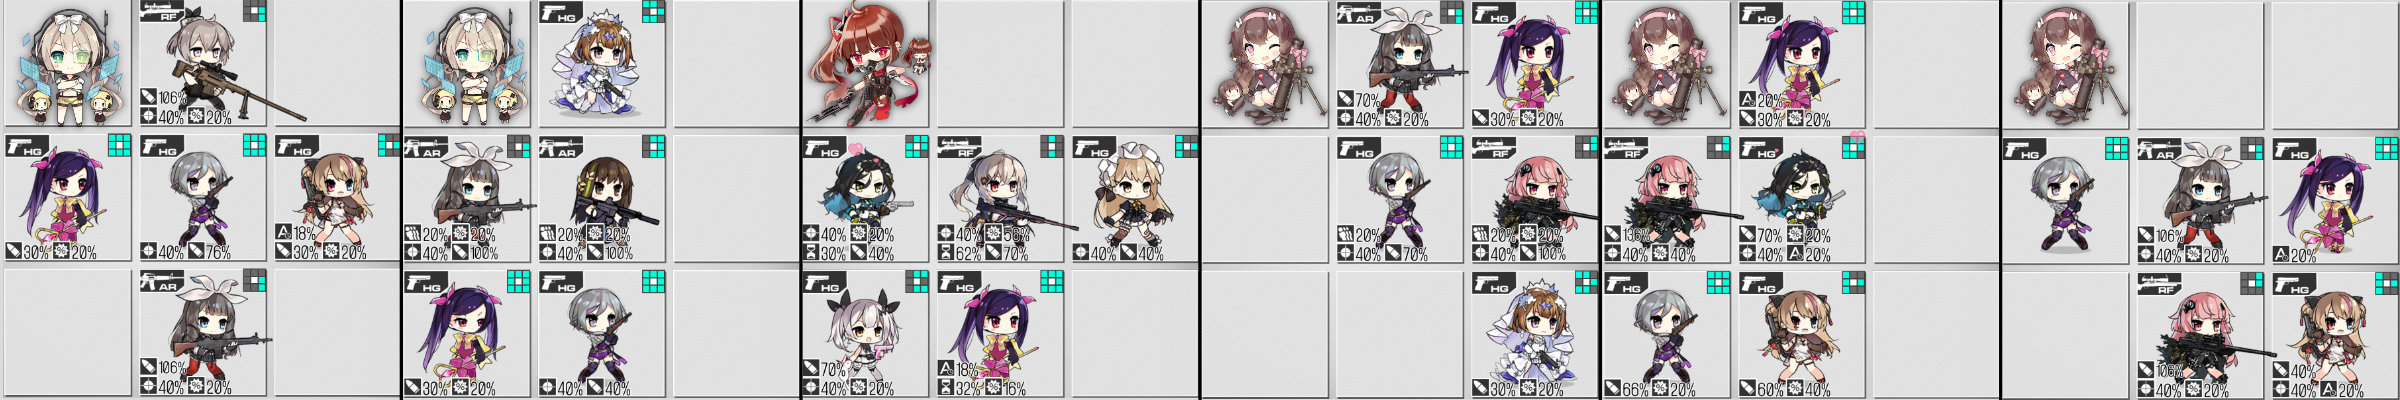 RF
106%
40% 20%
HG
30% 20%
HG
40% 76%
HG
18%
30% 20%
AR
106%
40% 20%
HG
AR
20% 20%
40% 100%
AR
20% 20%
40% 100%
HG
30% 20%
HG
40% 40%
HG
40% 20%
30% 40%
RF
40% 56%
62% 70%
HG
40% 40%
HG
70%
40% 20%
HG
18%
32% 16%
AR
70%
40% 20%
HG
30% 20%
HG
20%
40% 70%
RF
20% 20%
40% 100%
HG
30% 20%
HG
20%
30% 20%
RF
40% 40%
HG
70% 20%
40% 20%
HG
66% 20%
HG
60% 40%
HG
AR
106%
40% 20%
HG
20%
RF
106%
40% 20%
HG
40%
40% 20%